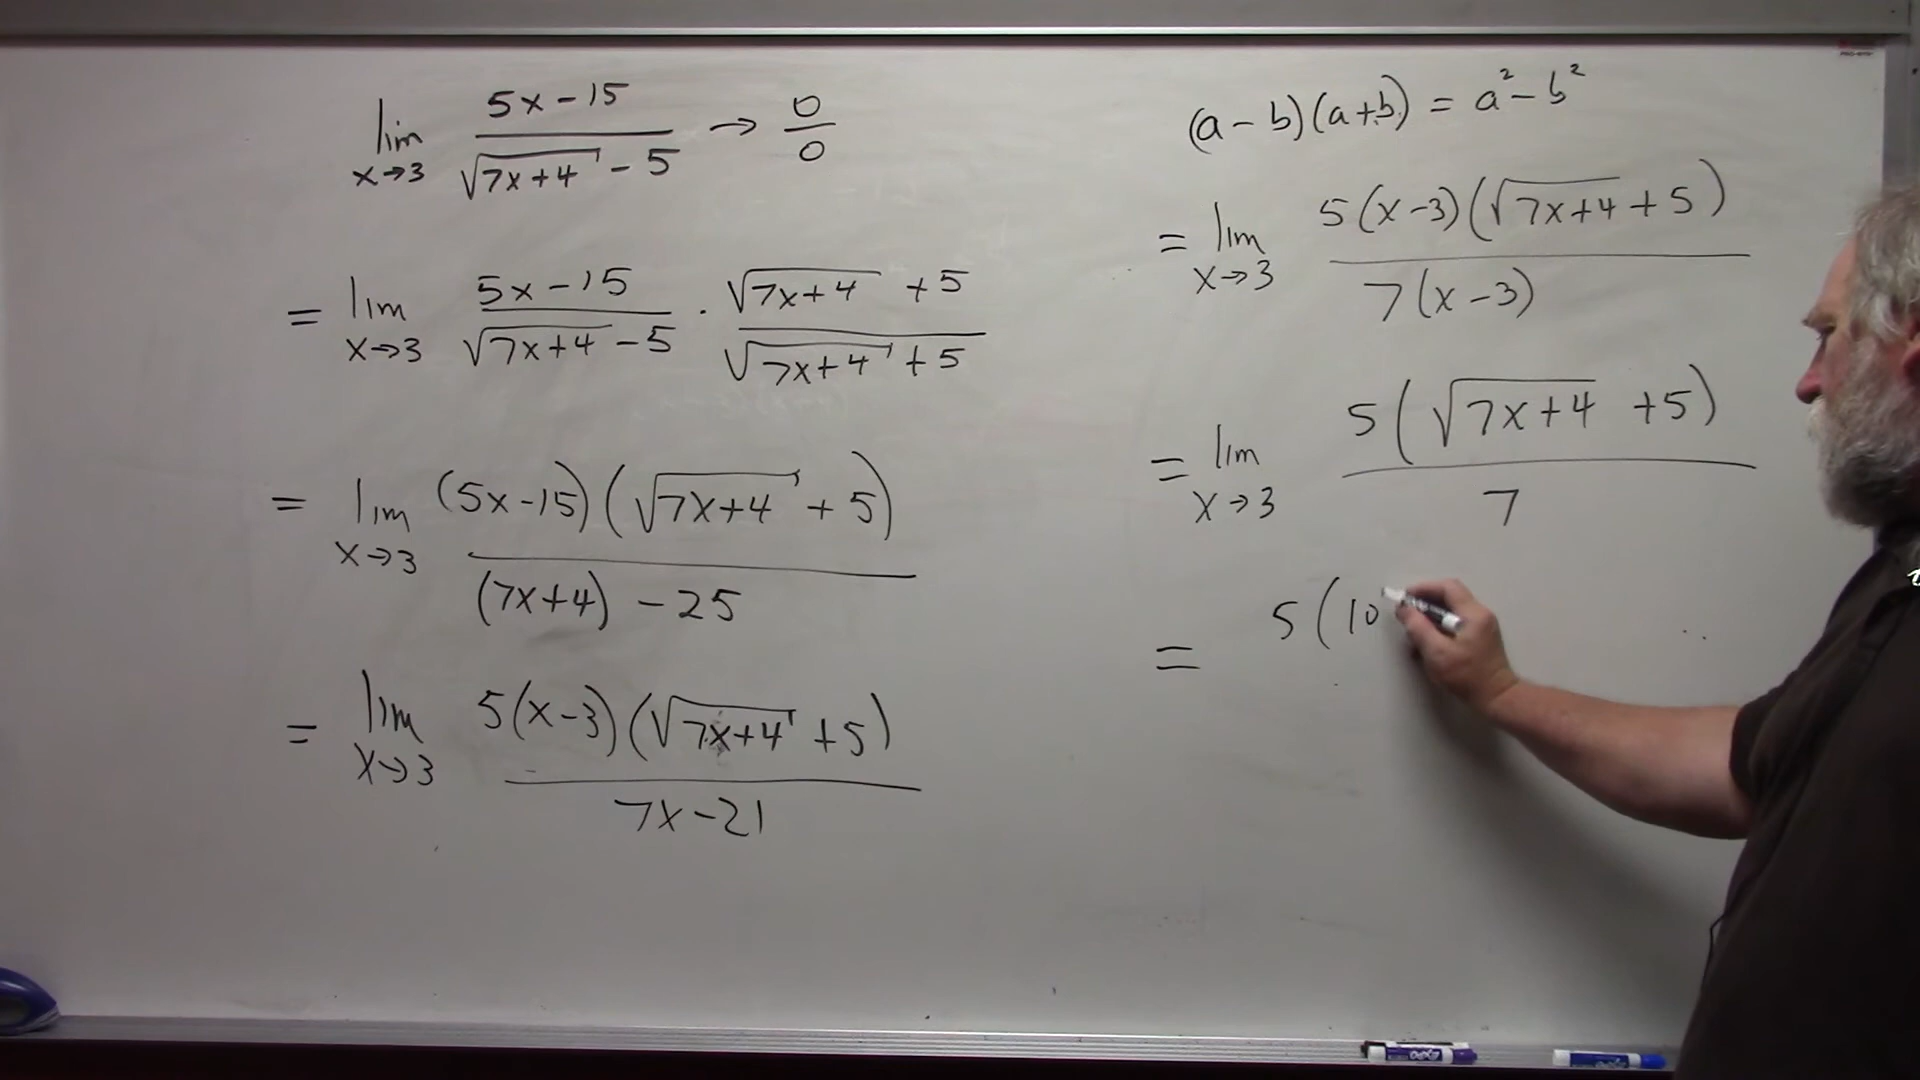 lim x→3 (5x-15)/(√(7x+4) - 5) → 0/0
= lim x→3 (5x-15)/(√(7x+4) - 5) · (√(7x+4) + 5)/(√(7x+4) + 5)
= lim x→3 ((5x-15)(√(7x+4) + 5))/((7x+4) - 25)
= lim x→3 (5(x-3)(√(7x+4) + 5))/(7x-21)
(a-b)(a+b) = a²-b²
= lim x→3 (5(x-3)(√(7x+4) + 5))/(7(x-3))
= lim x→3 (5(√(7x+4) + 5))/7
= 5(10